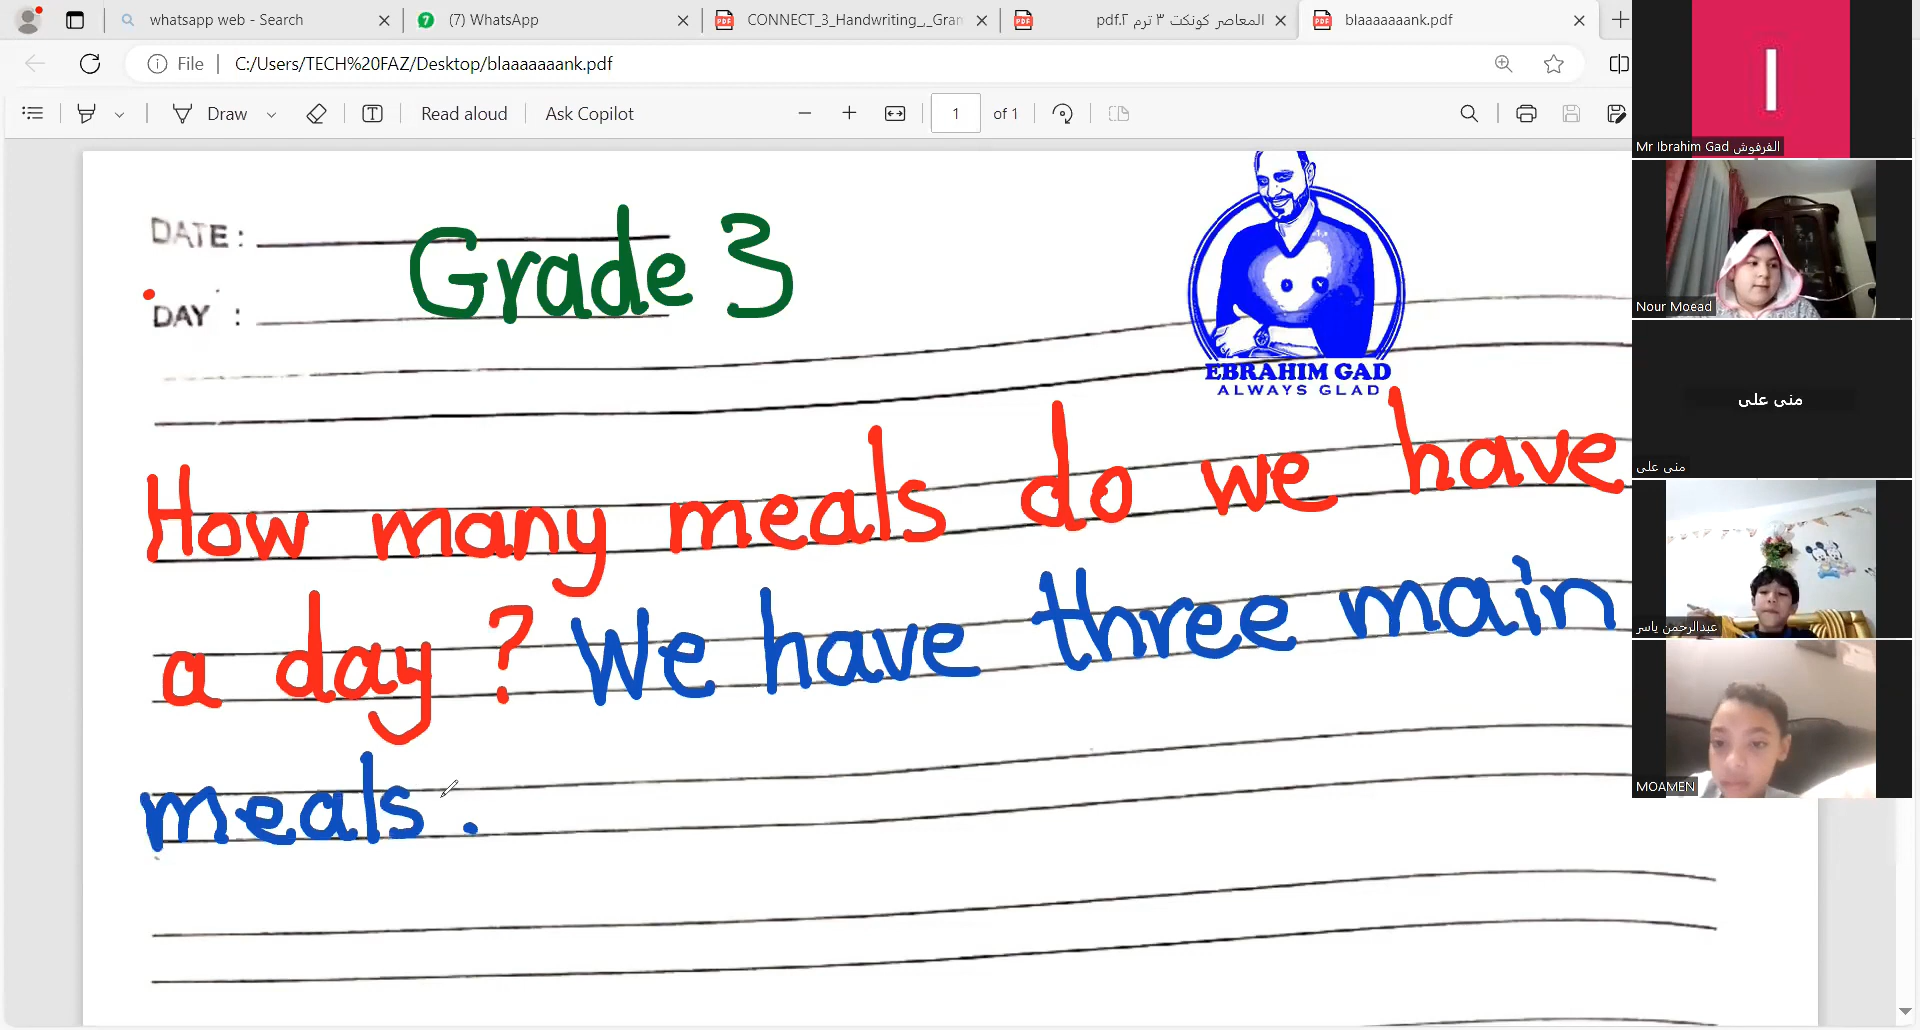 whatsapp web - Search
(7) WhatsApp
CONNECT_3_Handwriting_,_Gran
المعاصر كونكت ٣ ترم ٢.pdf
blaaaaaaank.pdf
File
C:/Users/TECH%20FAZ/Desktop/blaaaaaaank.pdf
Draw
Read aloud
Ask Copilot
1
of 1
DATE :
DAY :
Grade 3
EBRAHIM GAD
ALWAYS GLAD
How many meals do we have
a day ? We have three main
meals .
Mr Ibrahim Gad الفرفوش
Nour Moead
منى على
منى على
عبدالرحمن ياسر
MOAMEN